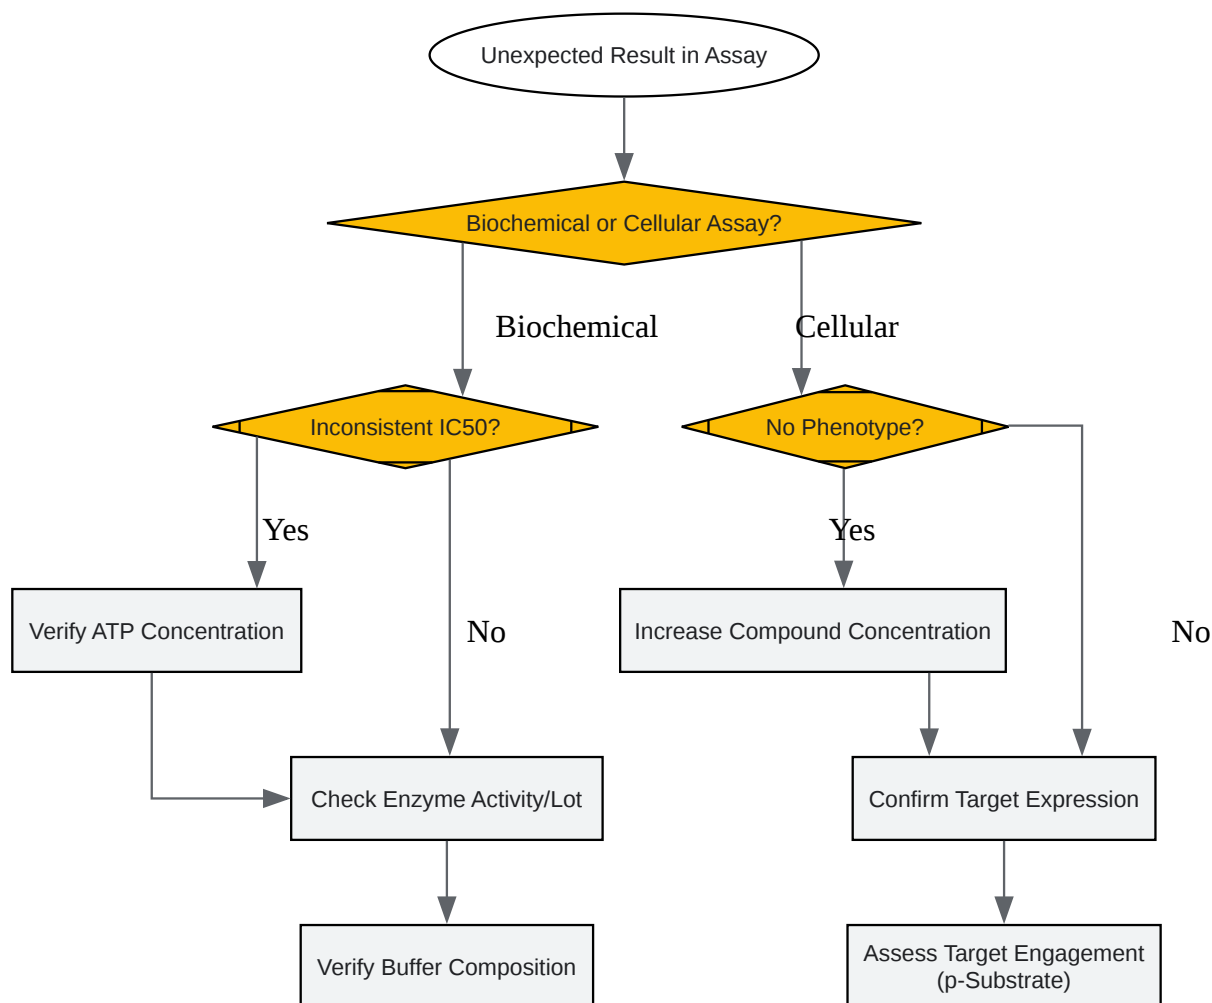 Unexpected Result in Assay
Biochemical or Cellular Assay?
Biochemical
Cellular
Inconsistent IC50?
No Phenotype?
Yes
Yes
Verify ATP Concentration
No
Increase Compound Concentration
No
Check Enzyme Activity/Lot
Confirm Target Expression
Verify Buffer Composition
Assess Target Engagement
(p-Substrate)